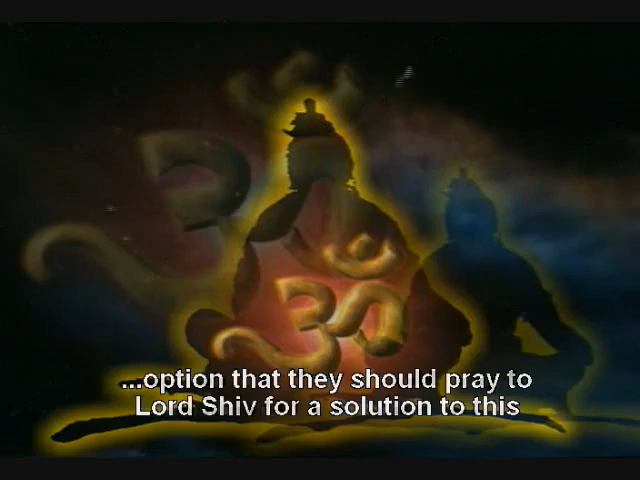 ॐ
...option that they should pray to
Lord Shiv for a solution to this